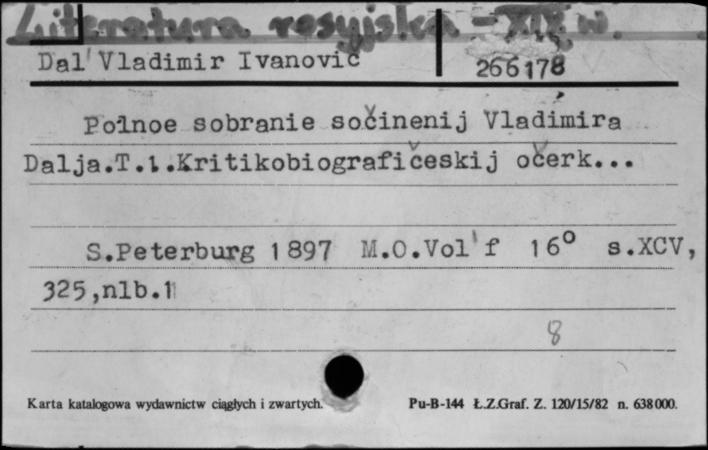 Literatura rosyjska - XIX w.
Dal' Vladimir Ivanovič 266178
Połnoe sobranie sočinenij Vladimira
Dalja.T.1.Kritikobiografičeskij očerk...
S.Peterburg 1897 M.O.Vol'f 16° s.XCV,
325,nlb.1
8
Karta katalogowa wydawnictw ciągłych i zwartych. Pu-B-144 Ł.Z.Graf. Z. 120/15/82 n. 638000.